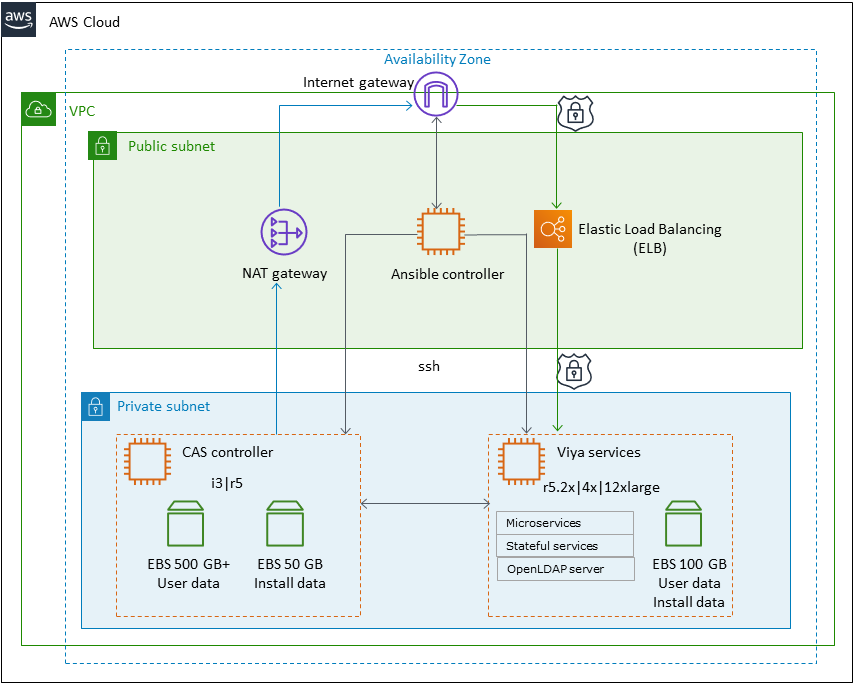 aws
AWS Cloud
Availability Zone
Internet gateway
VPC
Public subnet
Elastic Load Balancing
(ELB)
NAT gateway
Ansible controller
ssh
Private subnet
CAS controller
i3|r5
EBS 500 GB+
User data
EBS 50 GB
Install data
Viya services
r5.2x|4x|12xlarge
Microservices
Stateful services
OpenLDAP server
EBS 100 GB
User data
Install data